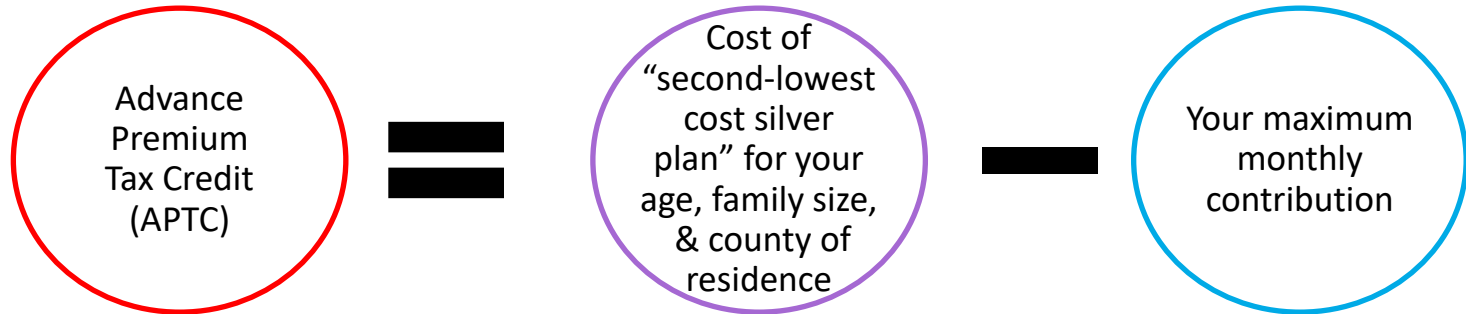 Advance
Premium
Tax Credit
(APTC)
Cost of
“second-lowest
cost silver
plan” for your
age, family size,
& county of
residence
Your maximum
monthly
contribution